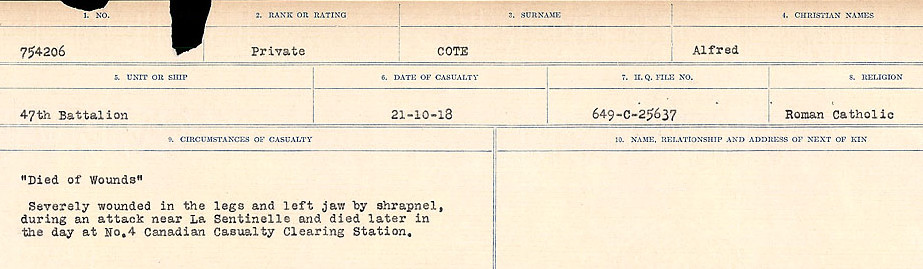 1. NO. 2. RANK OR RATING 3. SURNAME 4. CHRISTIAN NAMES
754206 Private COTE Alfred
5. UNIT OR SHIP 6. DATE OF CASUALTY 7. H.Q. FILE NO. 8. RELIGION
47th Battalion 21-10-18 649-C-25637 Roman Catholic
9. CIRCUMSTANCES OF CASUALTY 10. NAME, RELATIONSHIP AND ADDRESS OF NEXT OF KIN
"Died of Wounds"
Severely wounded in the legs and left jaw by shrapnel,
during an attack near La Sentinelle and died later in
the day at No.4 Canadian Casualty Clearing Station.